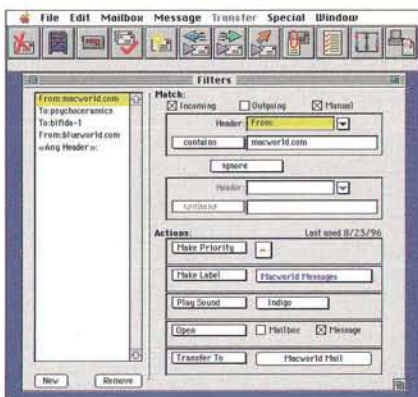 File Edit Mailbox Message Transfer Special Window
Filters
From:macworld.com
To:psychoceramics
To:bifida-1
From:blueworld.com
«Any Header»:
New Remove
Match:
Incoming Outgoing Manual
Header: From:
contains macworld.com
ignore
Header:
contains
Actions: Last used 8/23/96
Make Priority
Make Label Macworld Messages
Play Sound Indigo
Open Mailbox Message
Transfer To Macworld Mail